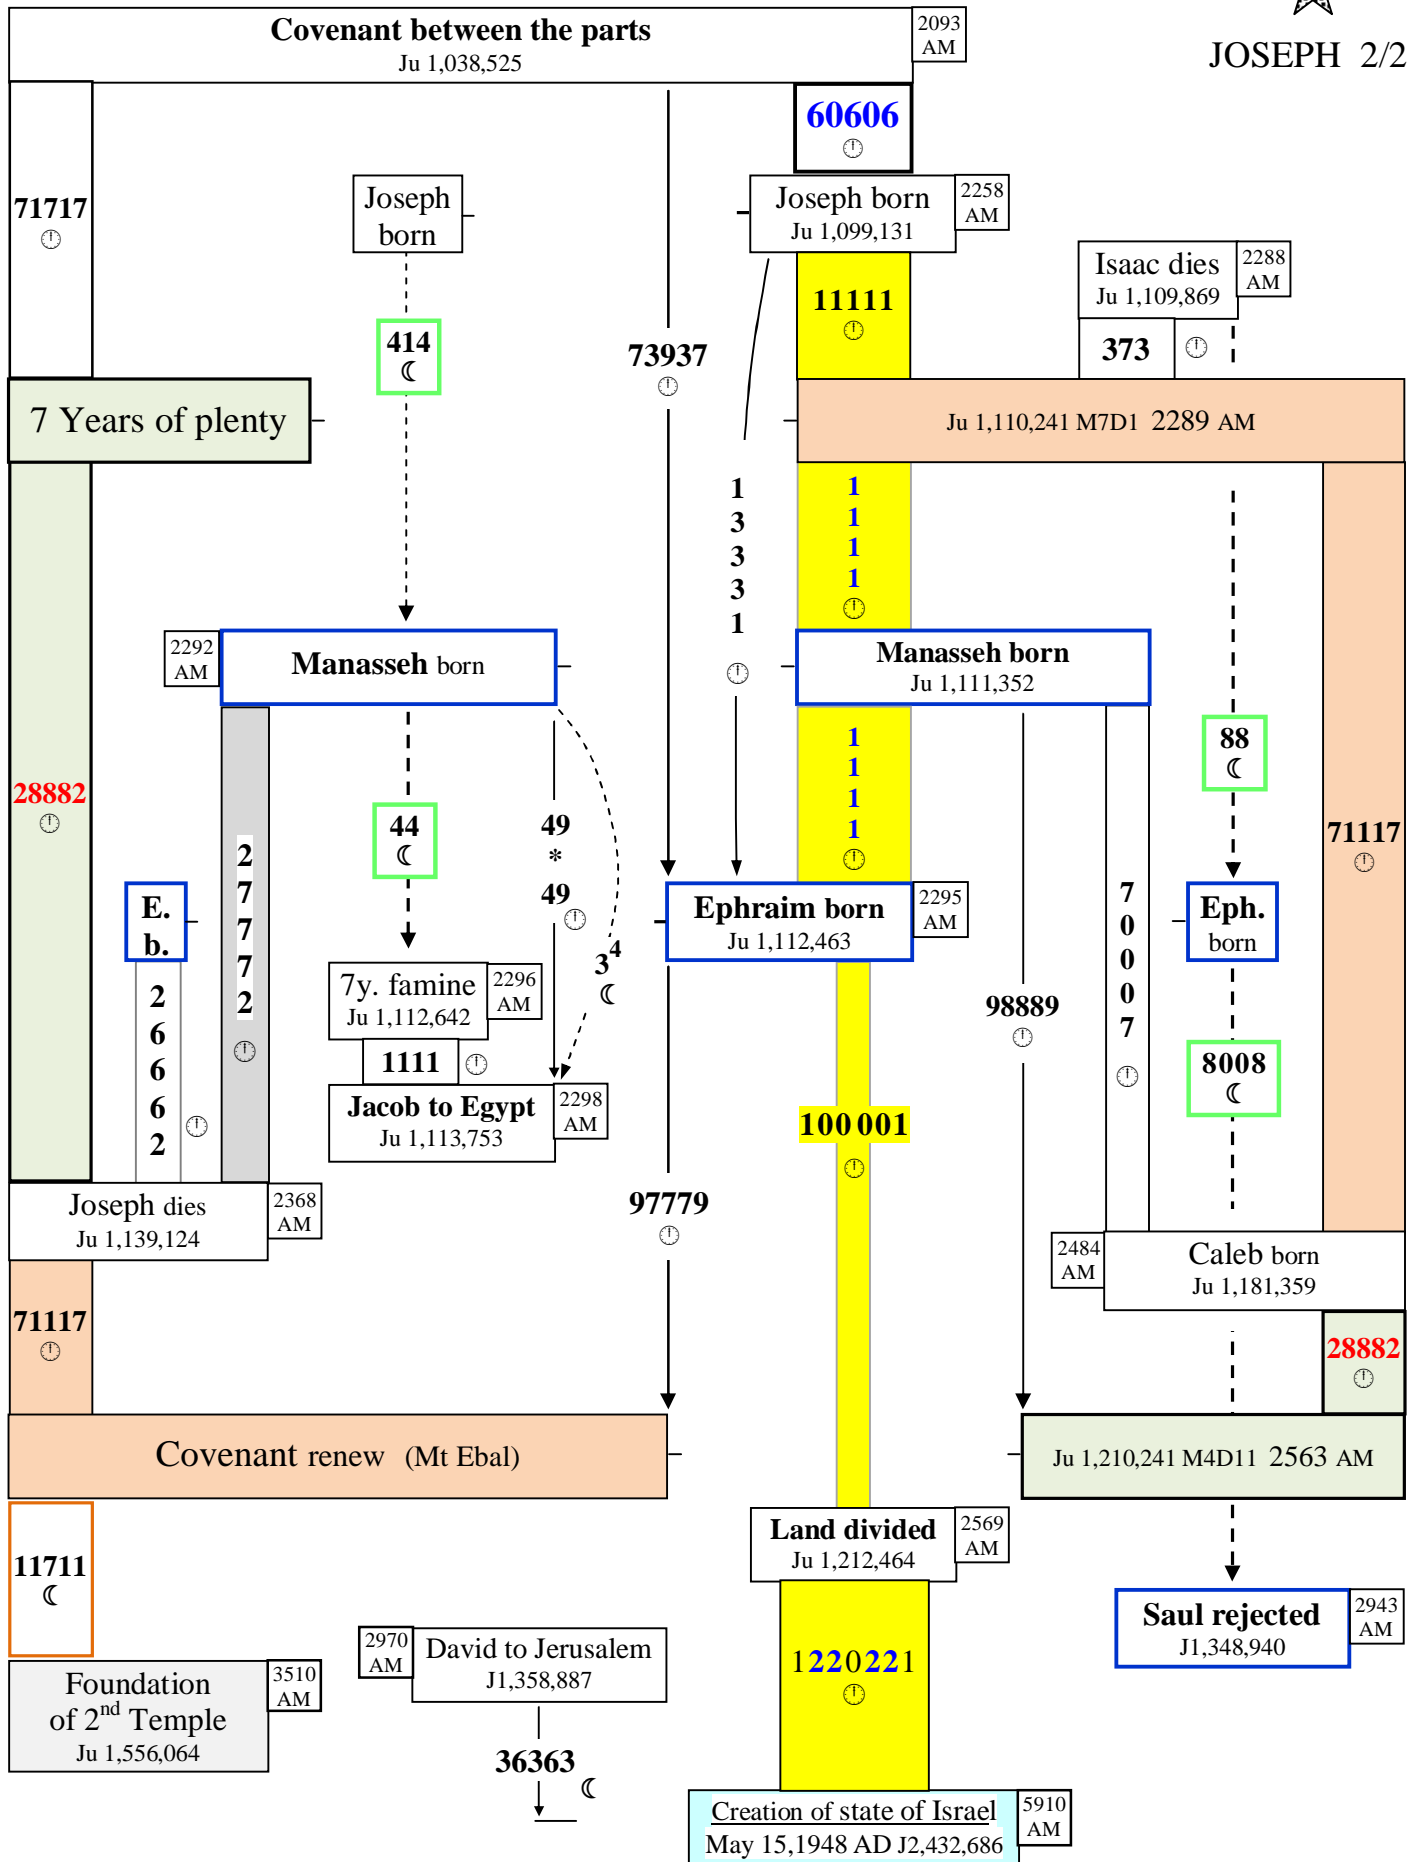 Covenant between the parts
Ju 1,038,525
2093
AM
JOSEPH 2/2
60606
71717
Joseph
born
Joseph born
Ju 1,099,131
2258
AM
Isaac dies
Ju 1,109,869
2288
AM
11111
414
73937
373
7 Years of plenty
Ju 1,110,241 M7D1 2289 AM
1
3
3
3
1
1
1
1
1
2292
AM
Manasseh born
Manasseh born
Ju 1,111,352
28882
2
7
7
7
2
44
49
*
49
3⁴
1
1
1
1
88
71117
E.
b.
Ephraim born
Ju 1,112,463
2295
AM
7
0
0
0
7
Eph.
born
2
6
6
6
2
7y. famine
Ju 1,112,642
2296
AM
98889
1111
8008
Jacob to Egypt
Ju 1,113,753
2298
AM
100 001
Joseph dies
Ju 1,139,124
2368
AM
97779
2484
AM
Caleb born
Ju 1,181,359
71117
28882
Covenant renew (Mt Ebal)
Ju 1,210,241 M4D11 2563 AM
11711
Land divided
Ju 1,212,464
2569
AM
Saul rejected
J1,348,940
2943
AM
2970
AM
David to Jerusalem
J1,358,887
1220221
Foundation
of 2nd Temple
Ju 1,556,064
3510
AM
36363
Creation of state of Israel
May 15,1948 AD J2,432,686
5910
AM